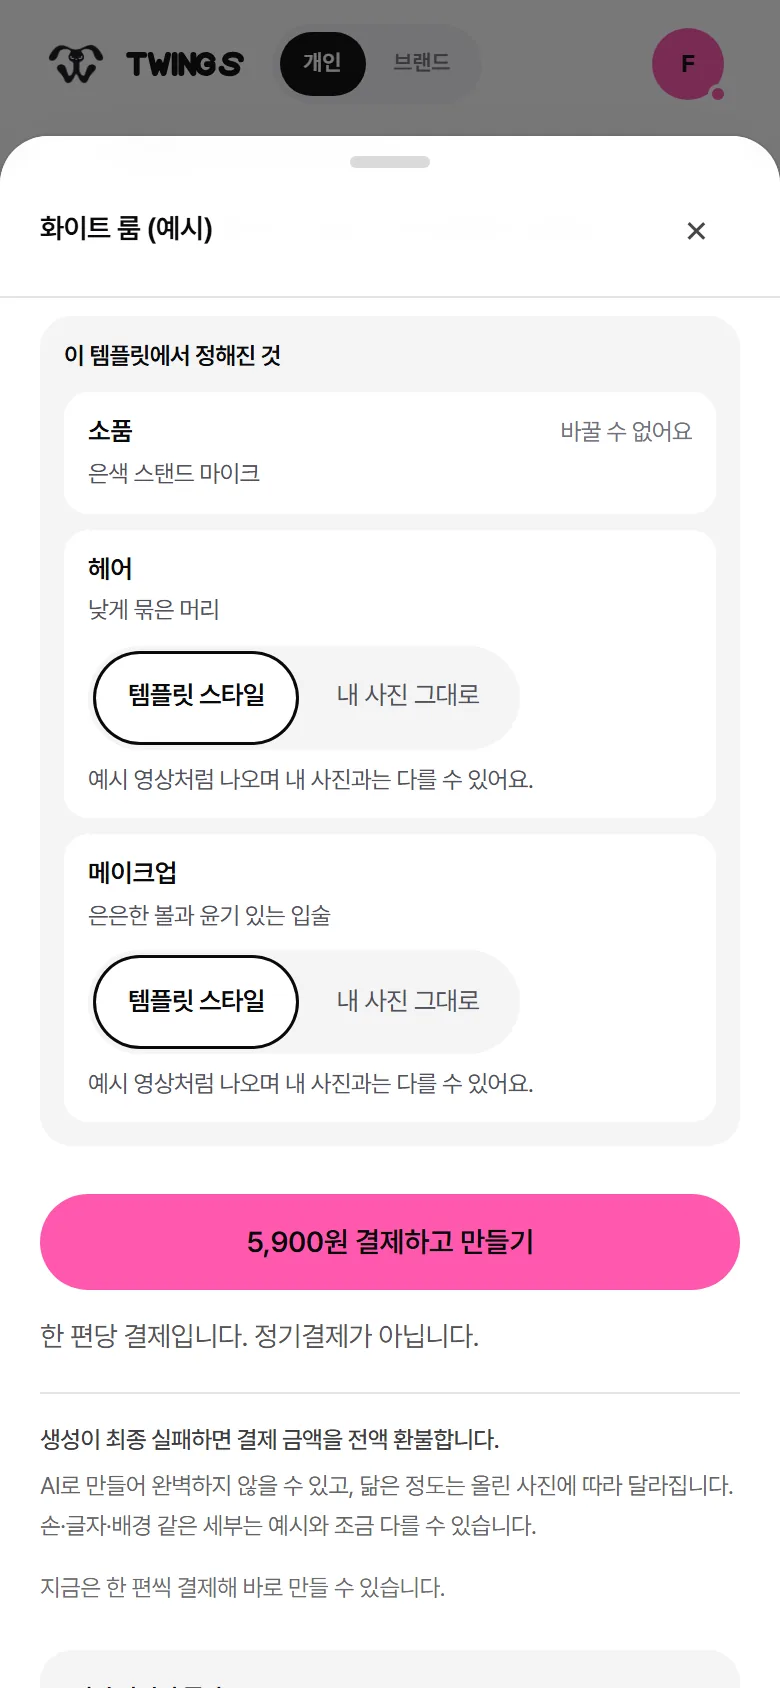 TWINGS
개인
브랜드
F
화이트 룸 (예시)
이 템플릿에서 정해진 것
소품
바꿀 수 없어요
은색 스탠드 마이크
헤어
낮게 묶은 머리
템플릿 스타일
내 사진 그대로
예시 영상처럼 나오며 내 사진과는 다를 수 있어요.
메이크업
은은한 볼과 윤기 있는 입술
템플릿 스타일
내 사진 그대로
예시 영상처럼 나오며 내 사진과는 다를 수 있어요.
5,900원 결제하고 만들기
한 편당 결제입니다. 정기결제가 아닙니다.
생성이 최종 실패하면 결제 금액을 전액 환불합니다.
AI로 만들어 완벽하지 않을 수 있고, 닮은 정도는 올린 사진에 따라 달라집니다.
손·글자·배경 같은 세부는 예시와 조금 다를 수 있습니다.
지금은 한 편씩 결제해 바로 만들 수 있습니다.